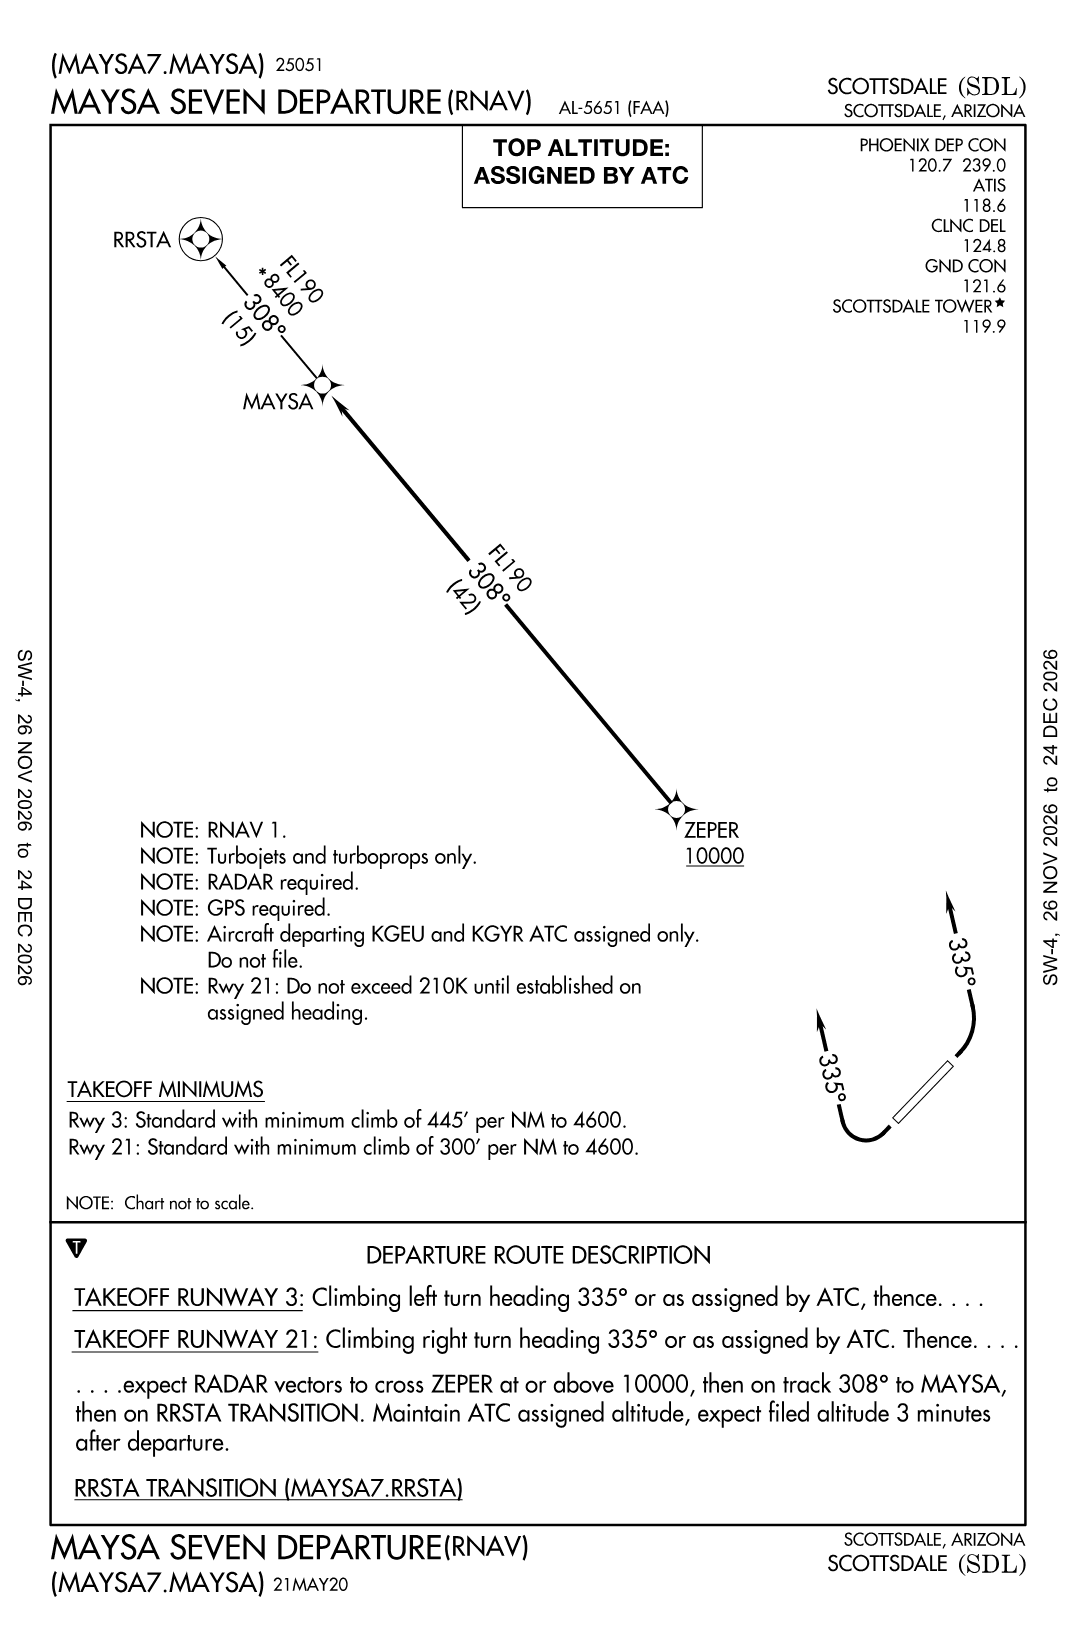 (MAYSA7.MAYSA) 25051
MAYSA SEVEN DEPARTURE (RNAV) AL-5651 (FAA)
SCOTTSDALE (SDL)
SCOTTSDALE, ARIZONA
TOP ALTITUDE:
ASSIGNED BY ATC
PHOENIX DEP CON
120.7 239.0
ATIS
118.6
CLNC DEL
124.8
GND CON
121.6
SCOTTSDALE TOWER★
119.9
RRSTA
FL190
*8400
308°
(15)
MAYSA
FL190
308°
(42)
ZEPER
10000
NOTE: RNAV 1.
NOTE: Turbojets and turboprops only.
NOTE: RADAR required.
NOTE: GPS required.
NOTE: Aircraft departing KGEU and KGYR ATC assigned only.
Do not file.
NOTE: Rwy 21: Do not exceed 210K until established on
assigned heading.
335°
335°
TAKEOFF MINIMUMS
Rwy 3: Standard with minimum climb of 445' per NM to 4600.
Rwy 21: Standard with minimum climb of 300' per NM to 4600.
NOTE: Chart not to scale.
T
DEPARTURE ROUTE DESCRIPTION
TAKEOFF RUNWAY 3: Climbing left turn heading 335° or as assigned by ATC, thence. . . .
TAKEOFF RUNWAY 21: Climbing right turn heading 335° or as assigned by ATC. Thence. . . .
. . . .expect RADAR vectors to cross ZEPER at or above 10000, then on track 308° to MAYSA,
then on RRSTA TRANSITION. Maintain ATC assigned altitude, expect filed altitude 3 minutes
after departure.
RRSTA TRANSITION (MAYSA7.RRSTA)
MAYSA SEVEN DEPARTURE (RNAV)
(MAYSA7.MAYSA) 21MAY20
SCOTTSDALE, ARIZONA
SCOTTSDALE (SDL)
SW-4, 26 NOV 2026 to 24 DEC 2026
SW-4, 26 NOV 2026 to 24 DEC 2026